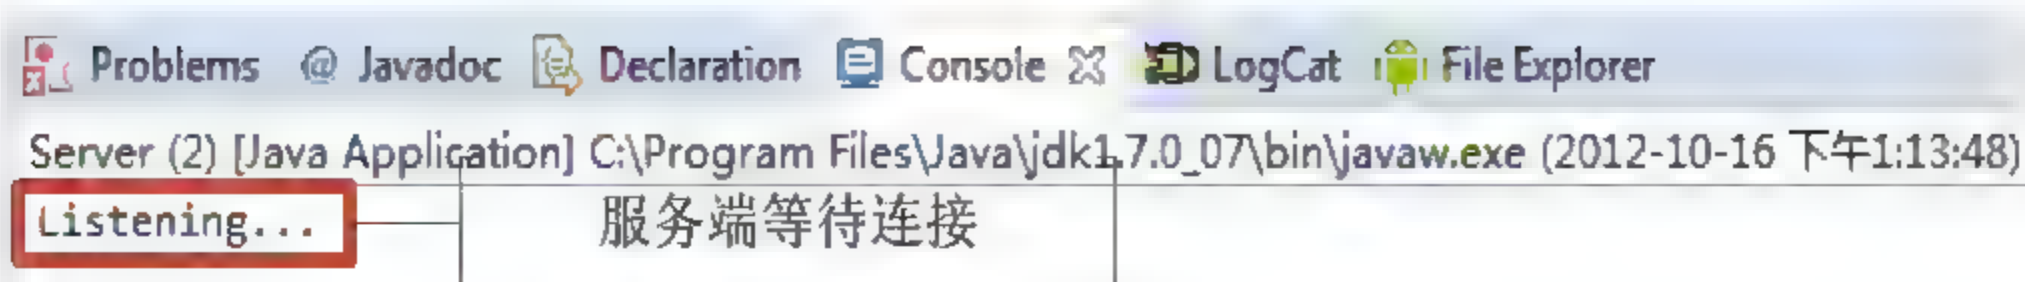 Problems @ Javadoc Declaration Console LogCat File Explorer
Server (2) [Java Application] C:\Program Files\Java\jdk1.7.0_07\bin\javaw.exe (2012-10-16 下午1:13:48)
Listening... 服务端等待连接